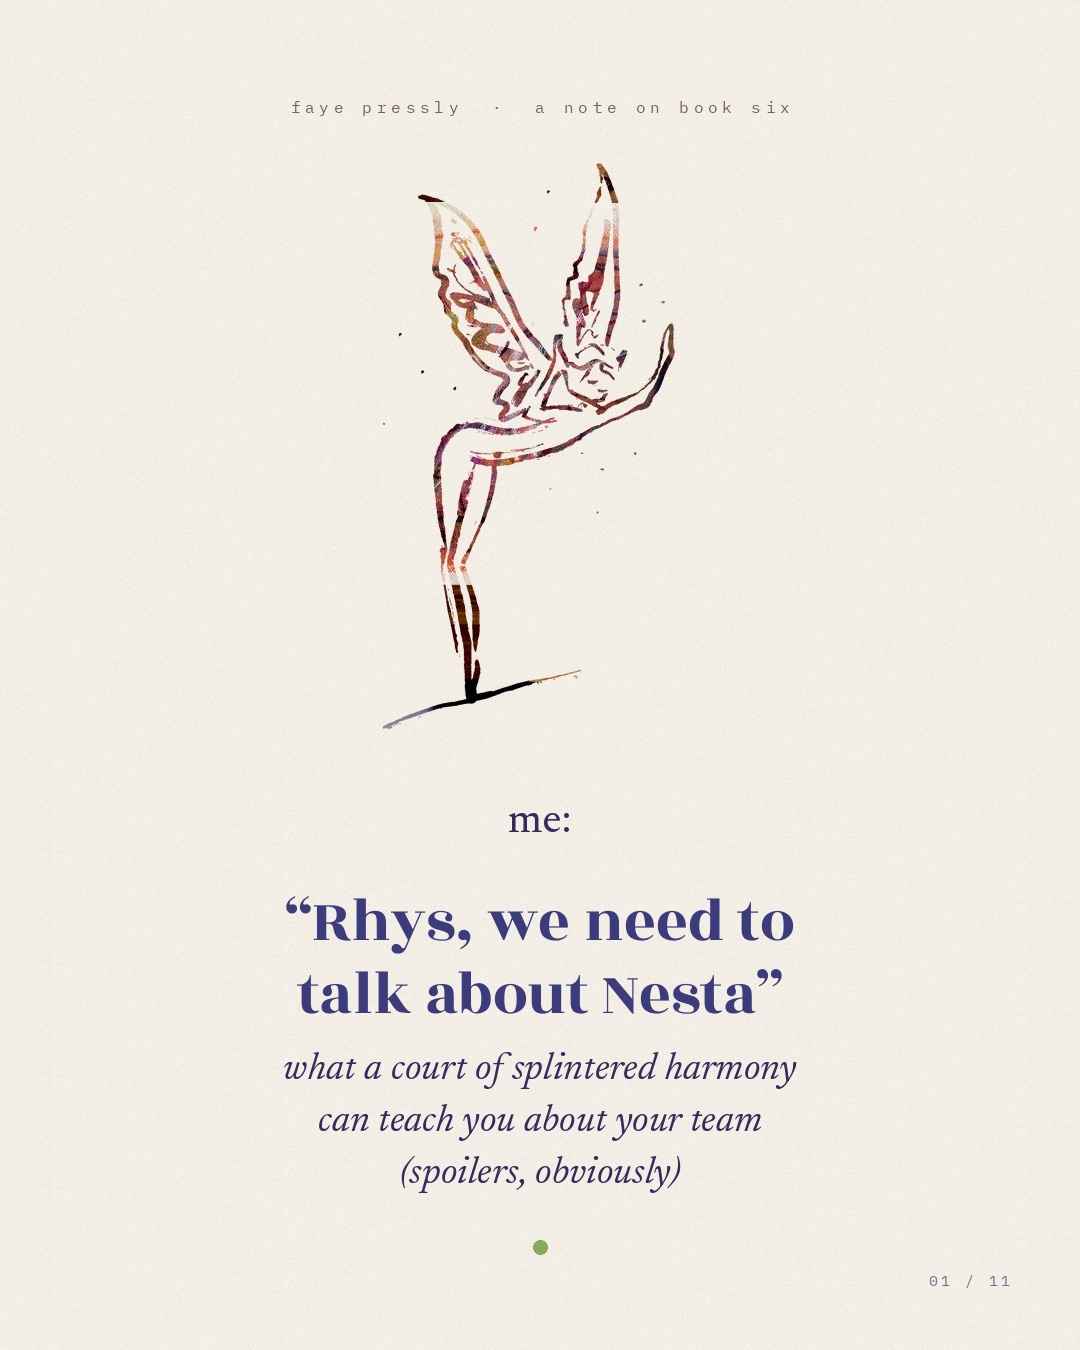 faye pressly · a note on book six
me:
“Rhys, we need to
talk about Nesta”
what a court of splintered harmony
can teach you about your team
(spoilers, obviously)
01 / 11